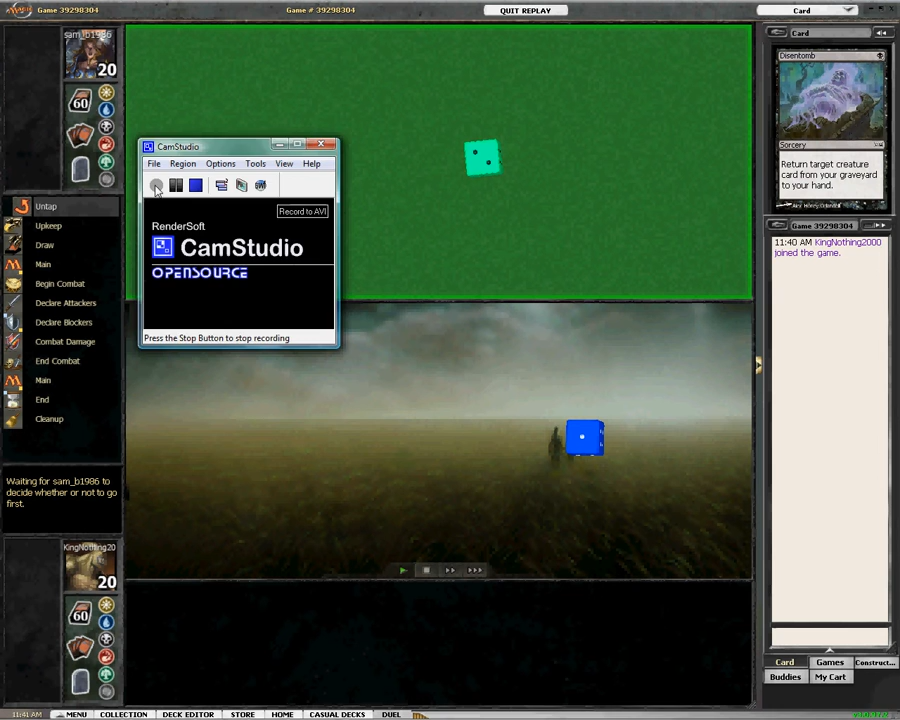 Game 39298304
Game # 39298304
QUIT REPLAY
Card
sam_b1986
20
60
Untap
Upkeep
Draw
Main
Begin Combat
Declare Attackers
Declare Blockers
Combat Damage
End Combat
Main
End
Cleanup
Waiting for sam_b1986 to
decide whether or not to go
first.
KingNothing20
20
60
CamStudio
File Region Options Tools View Help
Record to AVI
RenderSoft
CamStudio
OPENSOURCE
Press the Stop Button to stop recording
Card
Disentomb
Sorcery
Return target creature
card from your graveyard
to your hand.
Game 39298304
11:40 AM KingNothing2000
joined the game.
Card Games Construct...
Buddies My Cart
11:41 AM MENU COLLECTION DECK EDITOR STORE HOME CASUAL DECKS DUEL